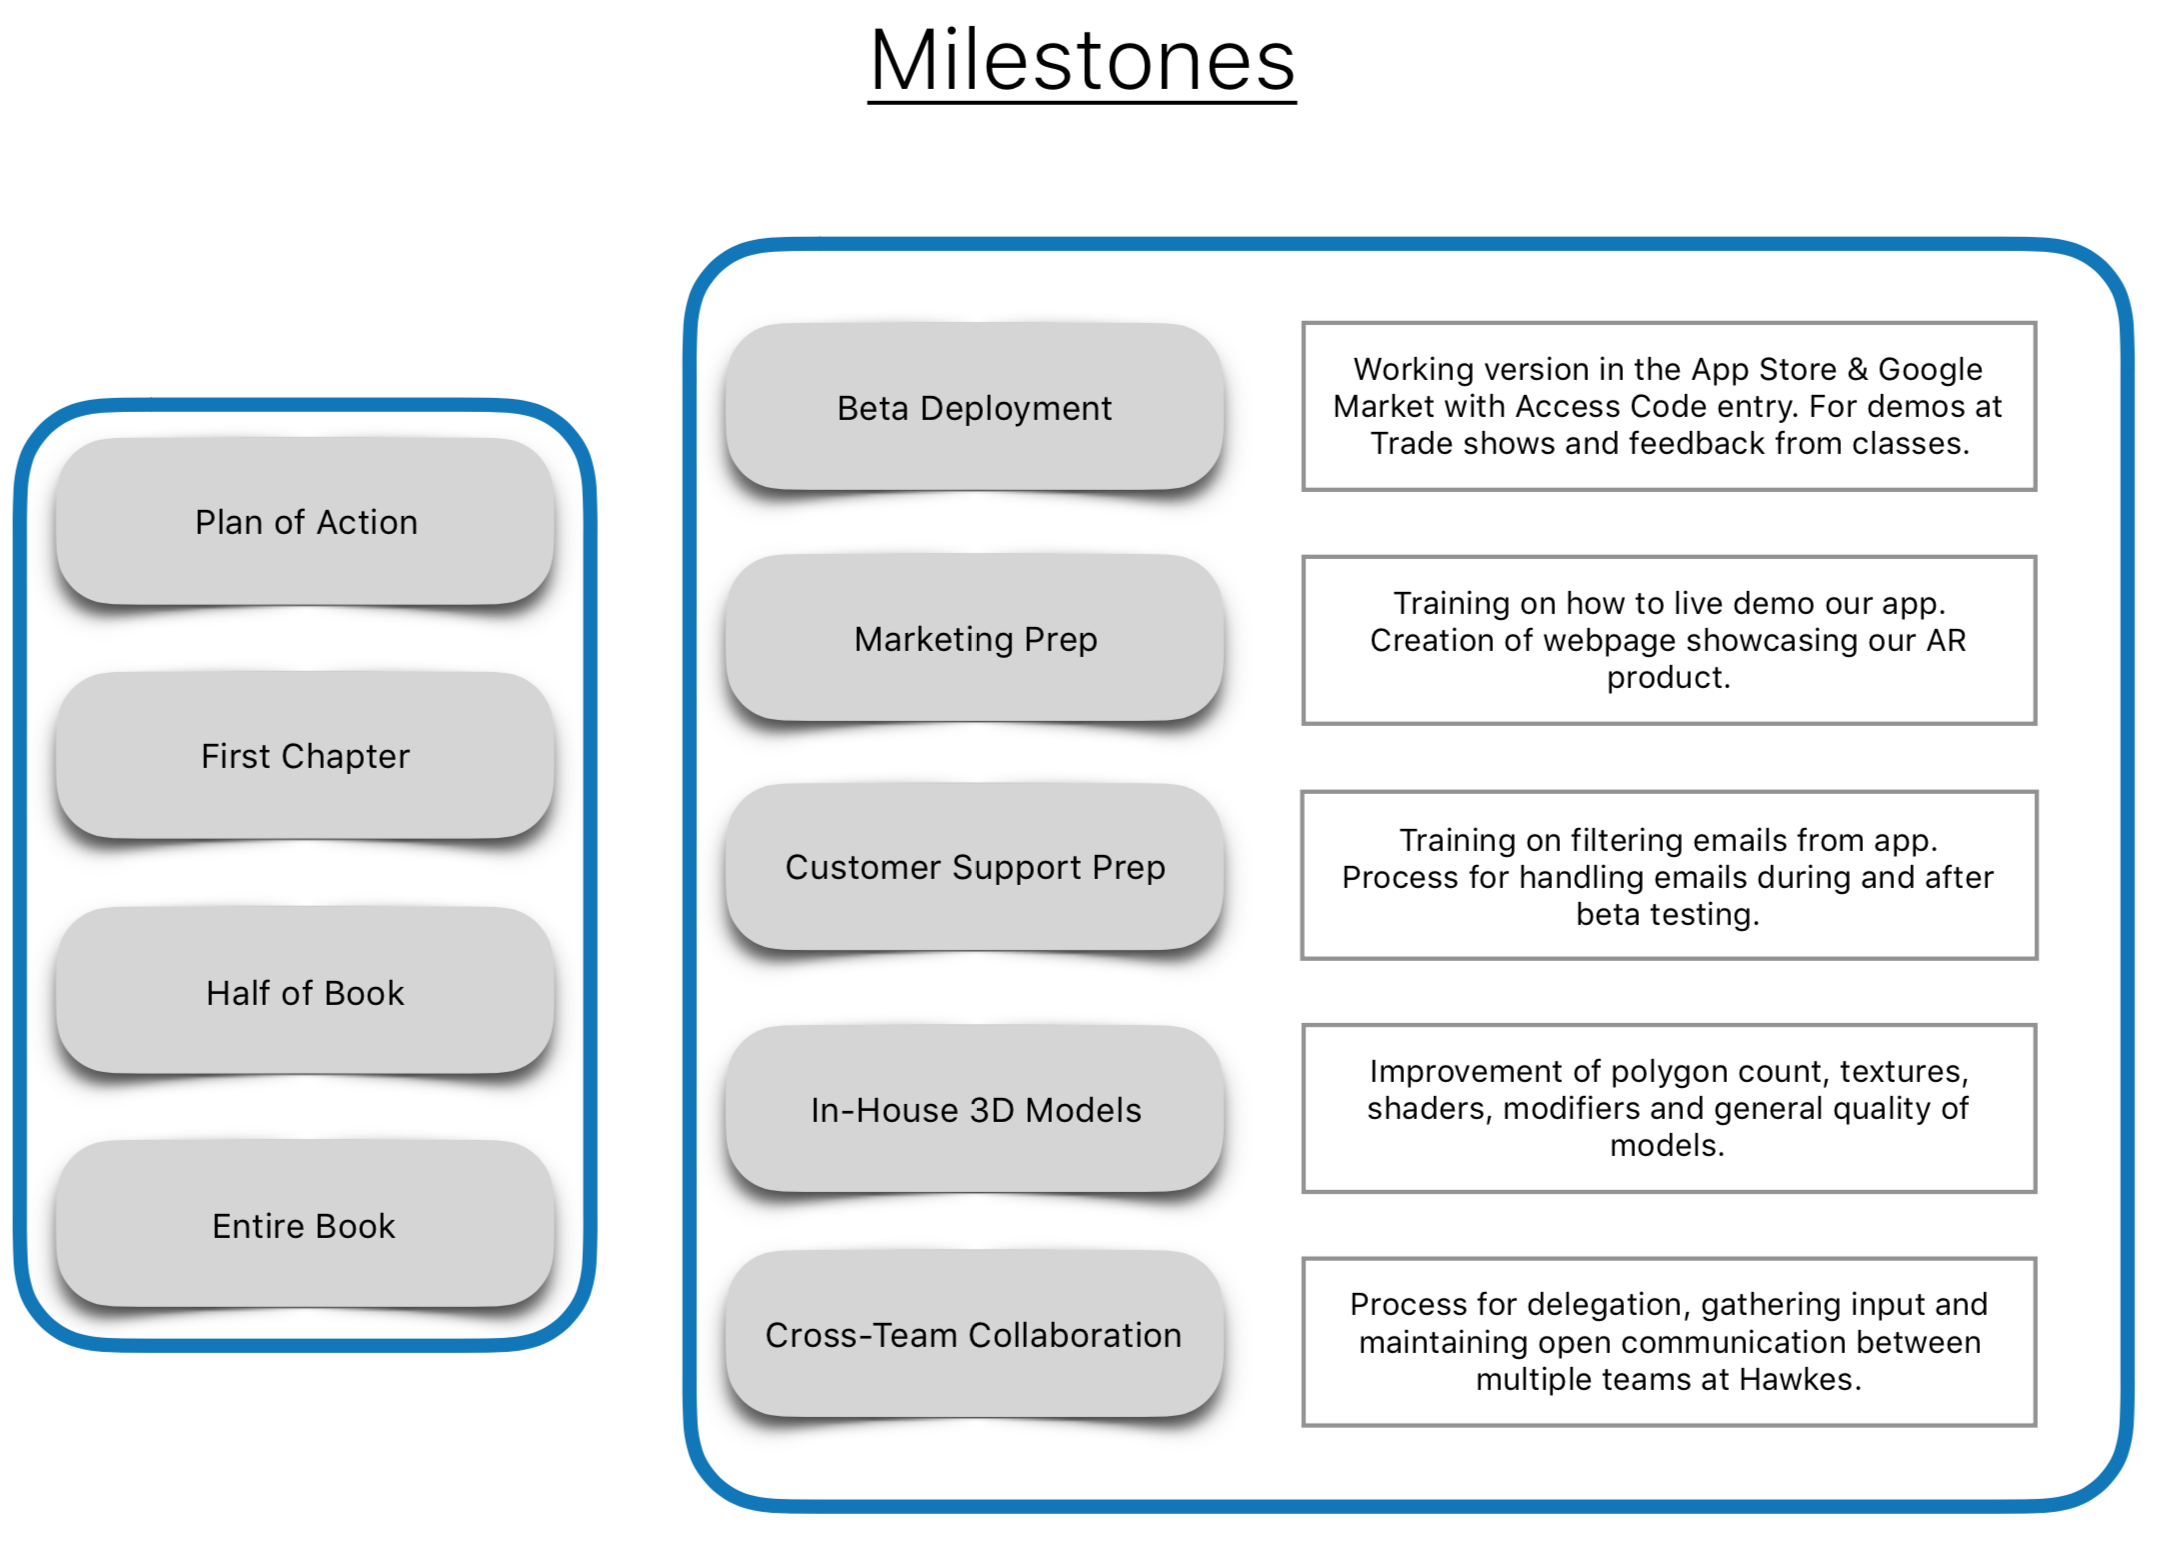 Milestones
Plan of Action
First Chapter
Half of Book
Entire Book
Beta Deployment
Working version in the App Store & Google
Market with Access Code entry. For demos at
Trade shows and feedback from classes.
Marketing Prep
Training on how to live demo our app.
Creation of webpage showcasing our AR
product.
Customer Support Prep
Training on filtering emails from app.
Process for handling emails during and after
beta testing.
In-House 3D Models
Improvement of polygon count, textures,
shaders, modifiers and general quality of
models.
Cross-Team Collaboration
Process for delegation, gathering input and
maintaining open communication between
multiple teams at Hawkes.